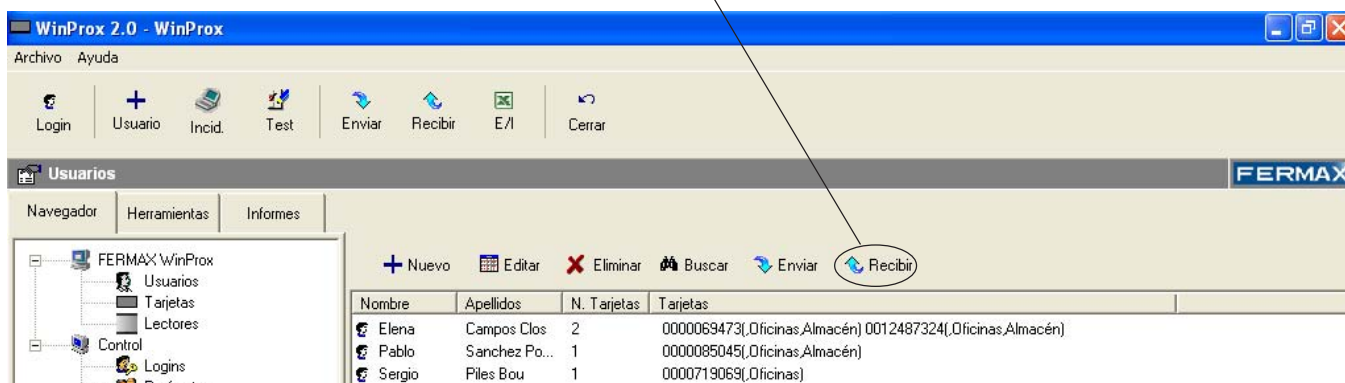 WinProx 2.0 - WinProx
Archivo Ayuda
Login Usuario Incid. Test Enviar Recibir E/I Cerrar
Usuarios FERMAX
Navegador Herramientas Informes
FERMAX WinProx
Usuarios
Tarjetas
Lectores
Control
Logins
Nuevo Editar Eliminar Buscar Enviar Recibir
Nombre Apellidos N. Tarjetas Tarjetas
Elena Campos Clos 2 0000069473(,Oficinas,Almacén) 0012487324(,Oficinas,Almacén)
Pablo Sanchez Po... 1 0000085045(,Oficinas,Almacén)
Sergio Piles Bou 1 0000719069(,Oficinas)